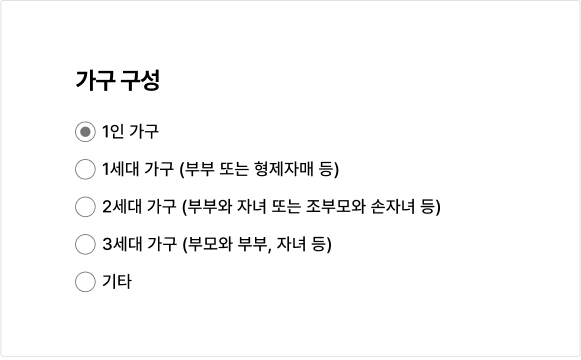 가구 구성
1인 가구
1세대 가구 (부부 또는 형제자매 등)
2세대 가구 (부부와 자녀 또는 조부모와 손자녀 등)
3세대 가구 (부모와 부부, 자녀 등)
기타